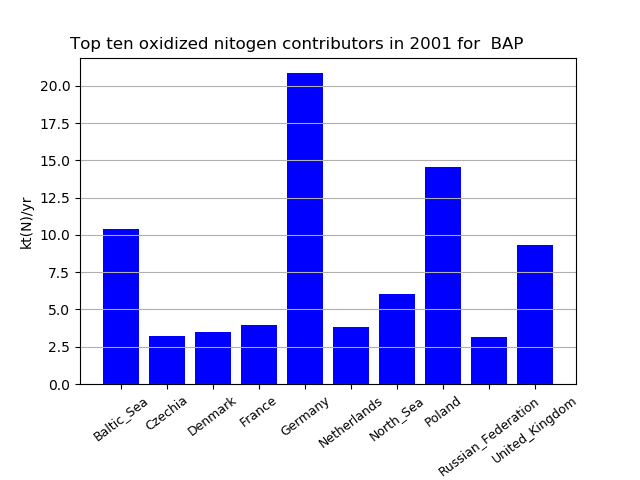 Top ten oxidized nitogen contributors in 2001 for  BAP
kt(N)/yr
20.0
17.5
15.0
12.5
10.0
7.5
5.0
2.5
0.0
Baltic_Sea
Czechia
Denmark
France
Germany
Netherlands
North_Sea
Poland
Russian_Federation
United_Kingdom